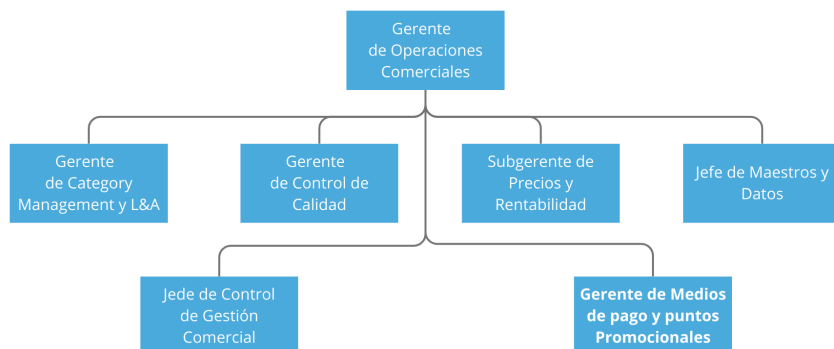 Gerente
de Operaciones
Comerciales
Gerente
de Category
Management y L&A
Gerente
de Control de
Calidad
Subgerente de
Precios y
Rentabilidad
Jefe de Maestros y
Datos
Jede de Control
de Gestión
Comercial
Gerente de Medios
de pago y puntos
Promocionales